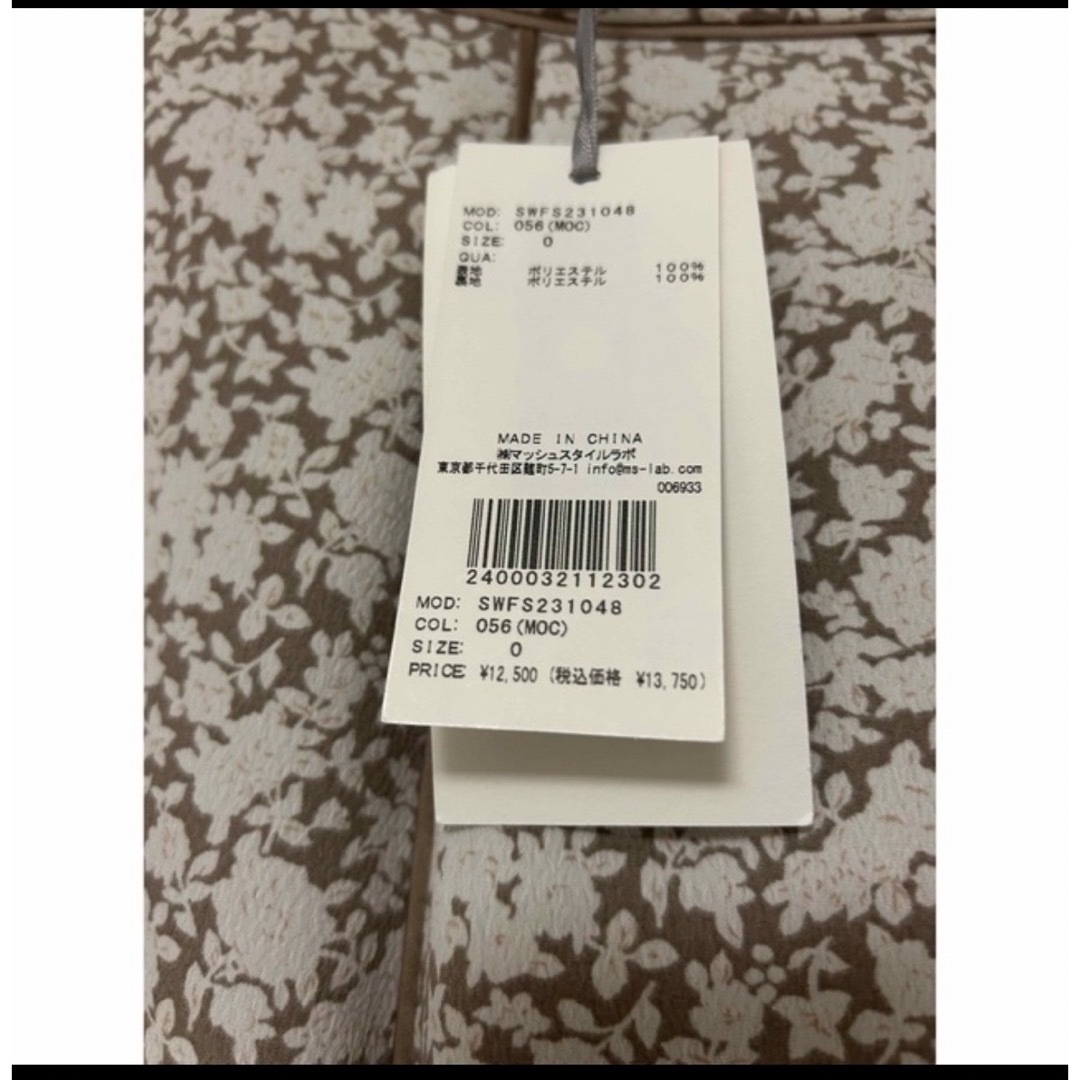 MOD: SWFS231048
COL: 056(MOC)
SIZE: 0
QUA:
表地 ポリエステル 100%
裏地 ポリエステル 100%
MADE IN CHINA
㈱マッシュスタイルラボ
東京都千代田区麹町5-7-1 info@ms-lab.com
006933
2400032112302
MOD: SWFS231048
COL: 056(MOC)
SIZE: 0
PRICE ¥12,500 (税込価格 ¥13,750)